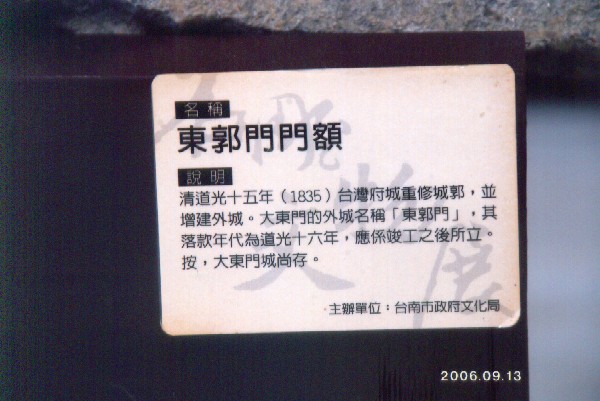 名稱
東郭門門額
說明
清道光十五年（1835）台灣府城重修城郭，並
增建外城。大東門的外城名稱「東郭門」，其
落款年代為道光十六年，應係竣工之後所立。
按，大東門城尚存。
主辦單位：台南市政府文化局
2006.09.13